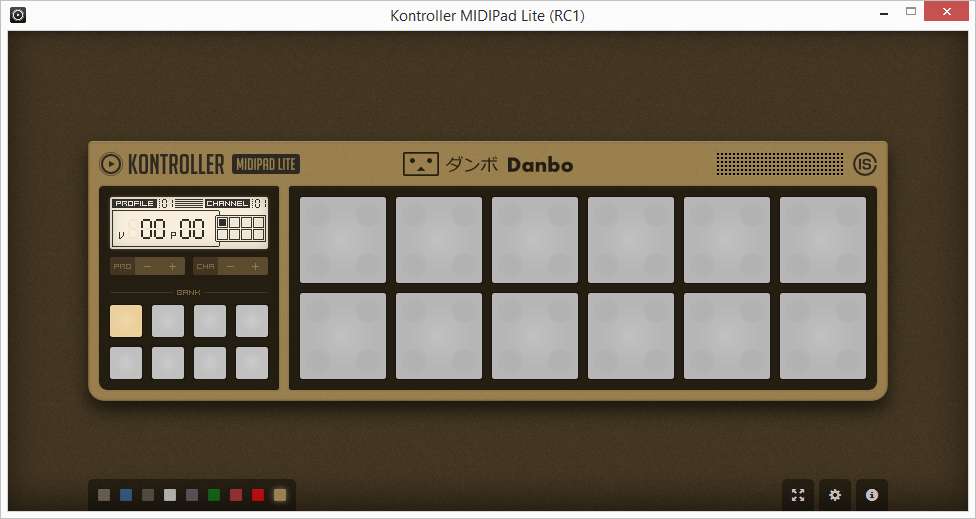 Kontroller MIDIPad Lite (RC1)
KONTROLLER MIDIPAD LITE
ダンボ Danbo
IS
PROFILE 01 CHANNEL 01
V 00 P 00
PRO − + CHA − +
BANK